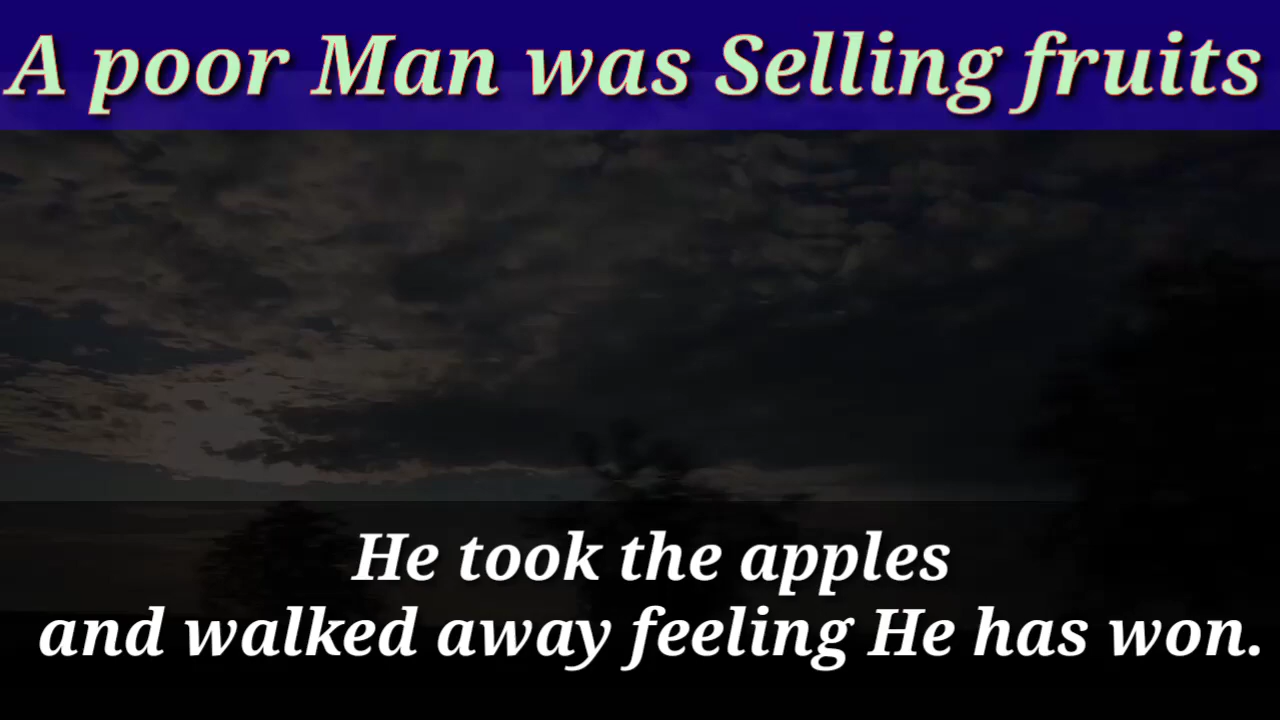 A poor Man was Selling fruits
He took the apples
and walked away feeling He has won.